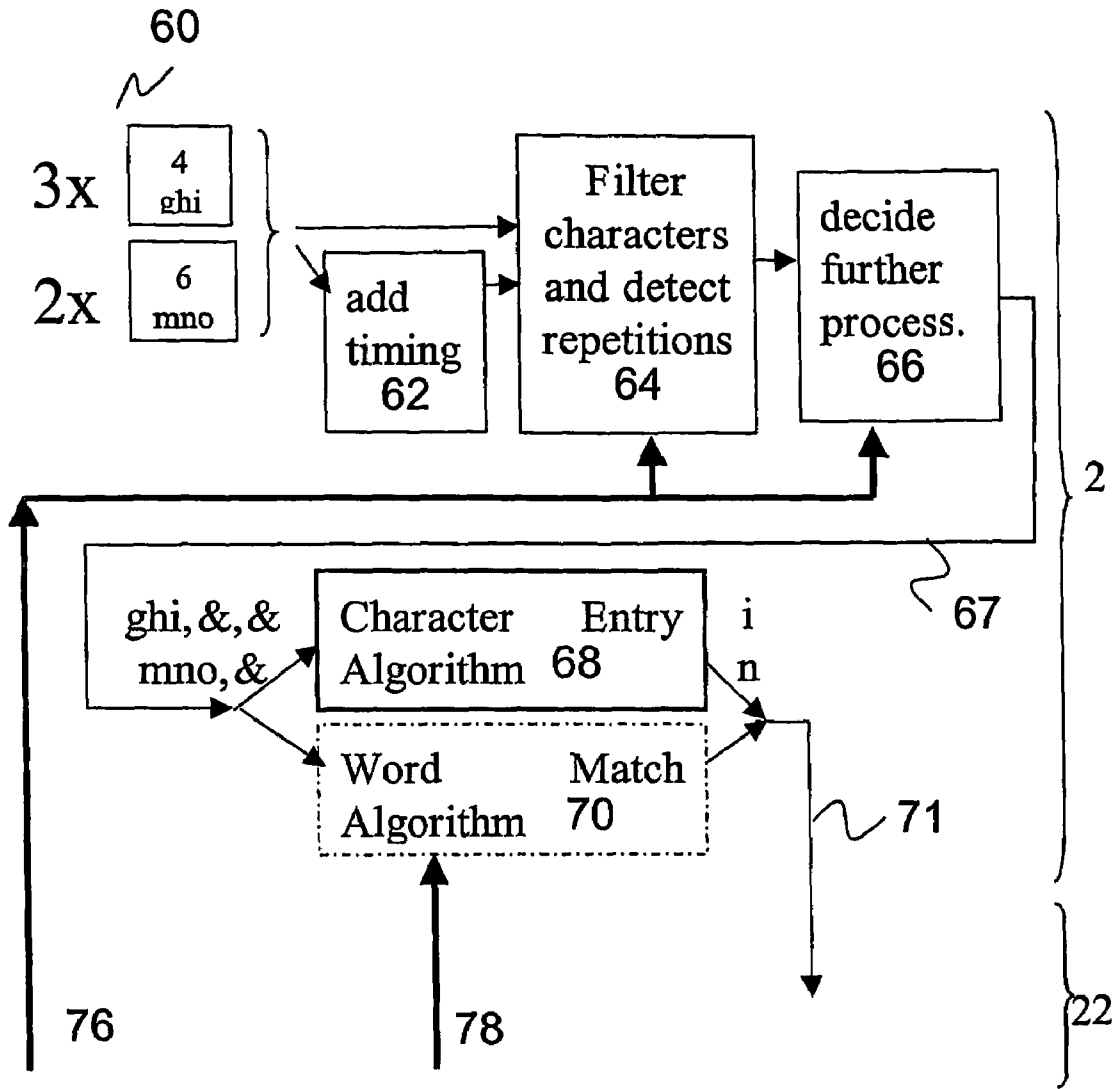 60
3x
4
ghi
2x
6
mno
add
timing
62
Filter
characters
and detect
repetitions
64
decide
further
process.
66
2
67
ghi,&,&
mno,&
Character Entry
Algorithm 68
i
n
Word Match
Algorithm 70
71
76
78
22